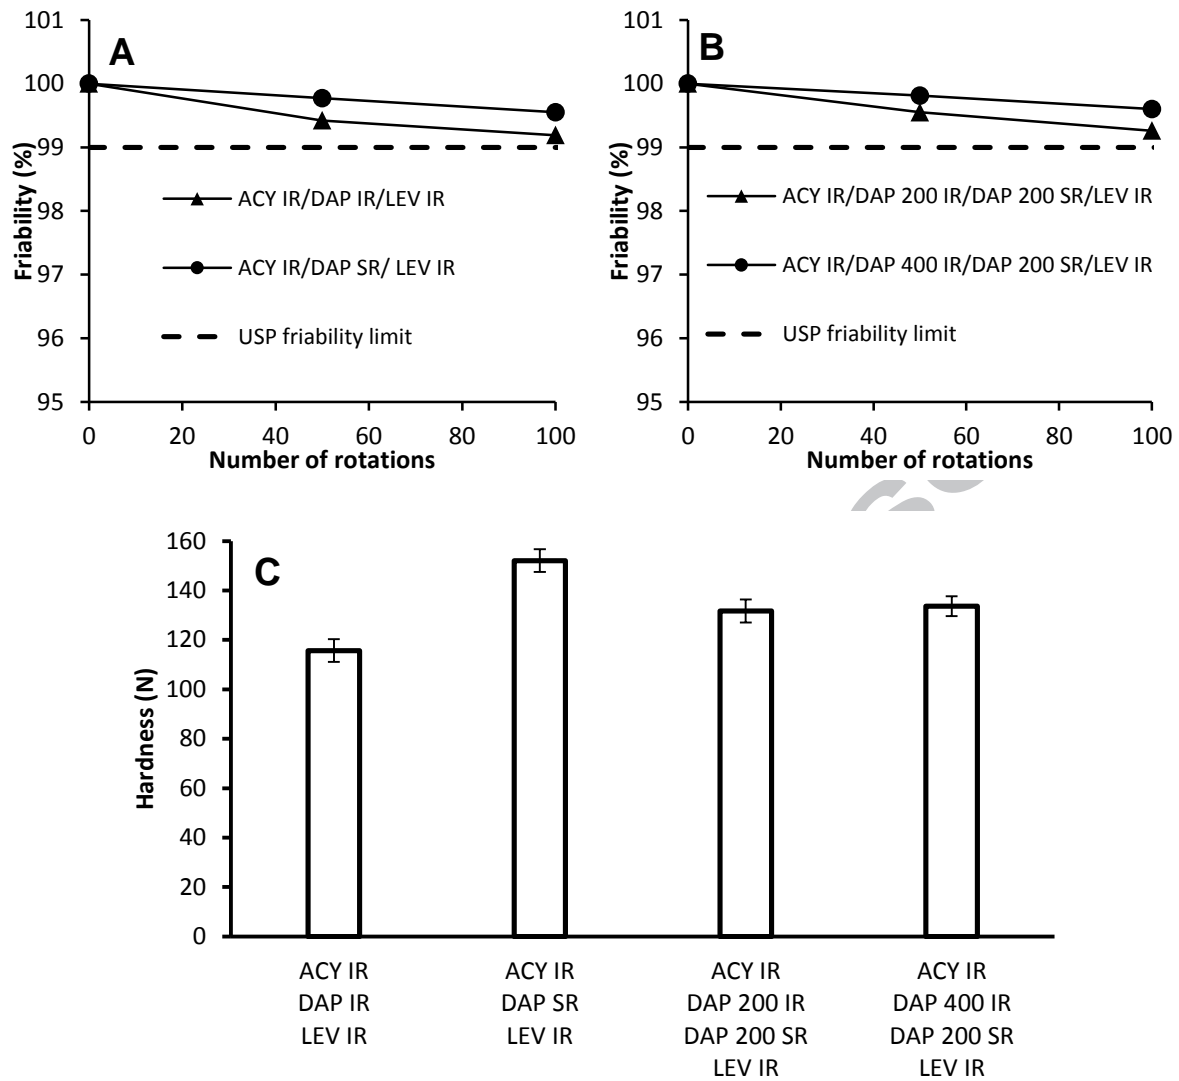 A
Friability (%)
101
100
99
98
97
96
95
ACY IR/DAP IR/LEV IR
ACY IR/DAP SR/ LEV IR
USP friability limit
0 20 40 60 80 100
Number of rotations
B
Friability (%)
101
100
99
98
97
96
95
ACY IR/DAP 200 IR/DAP 200 SR/LEV IR
ACY IR/DAP 400 IR/DAP 200 SR/LEV IR
USP friability limit
0 20 40 60 80 100
Number of rotations
C
Hardness (N)
160
140
120
100
80
60
40
20
0
ACY IR
DAP IR
LEV IR
ACY IR
DAP SR
LEV IR
ACY IR
DAP 200 IR
DAP 200 SR
LEV IR
ACY IR
DAP 400 IR
DAP 200 SR
LEV IR